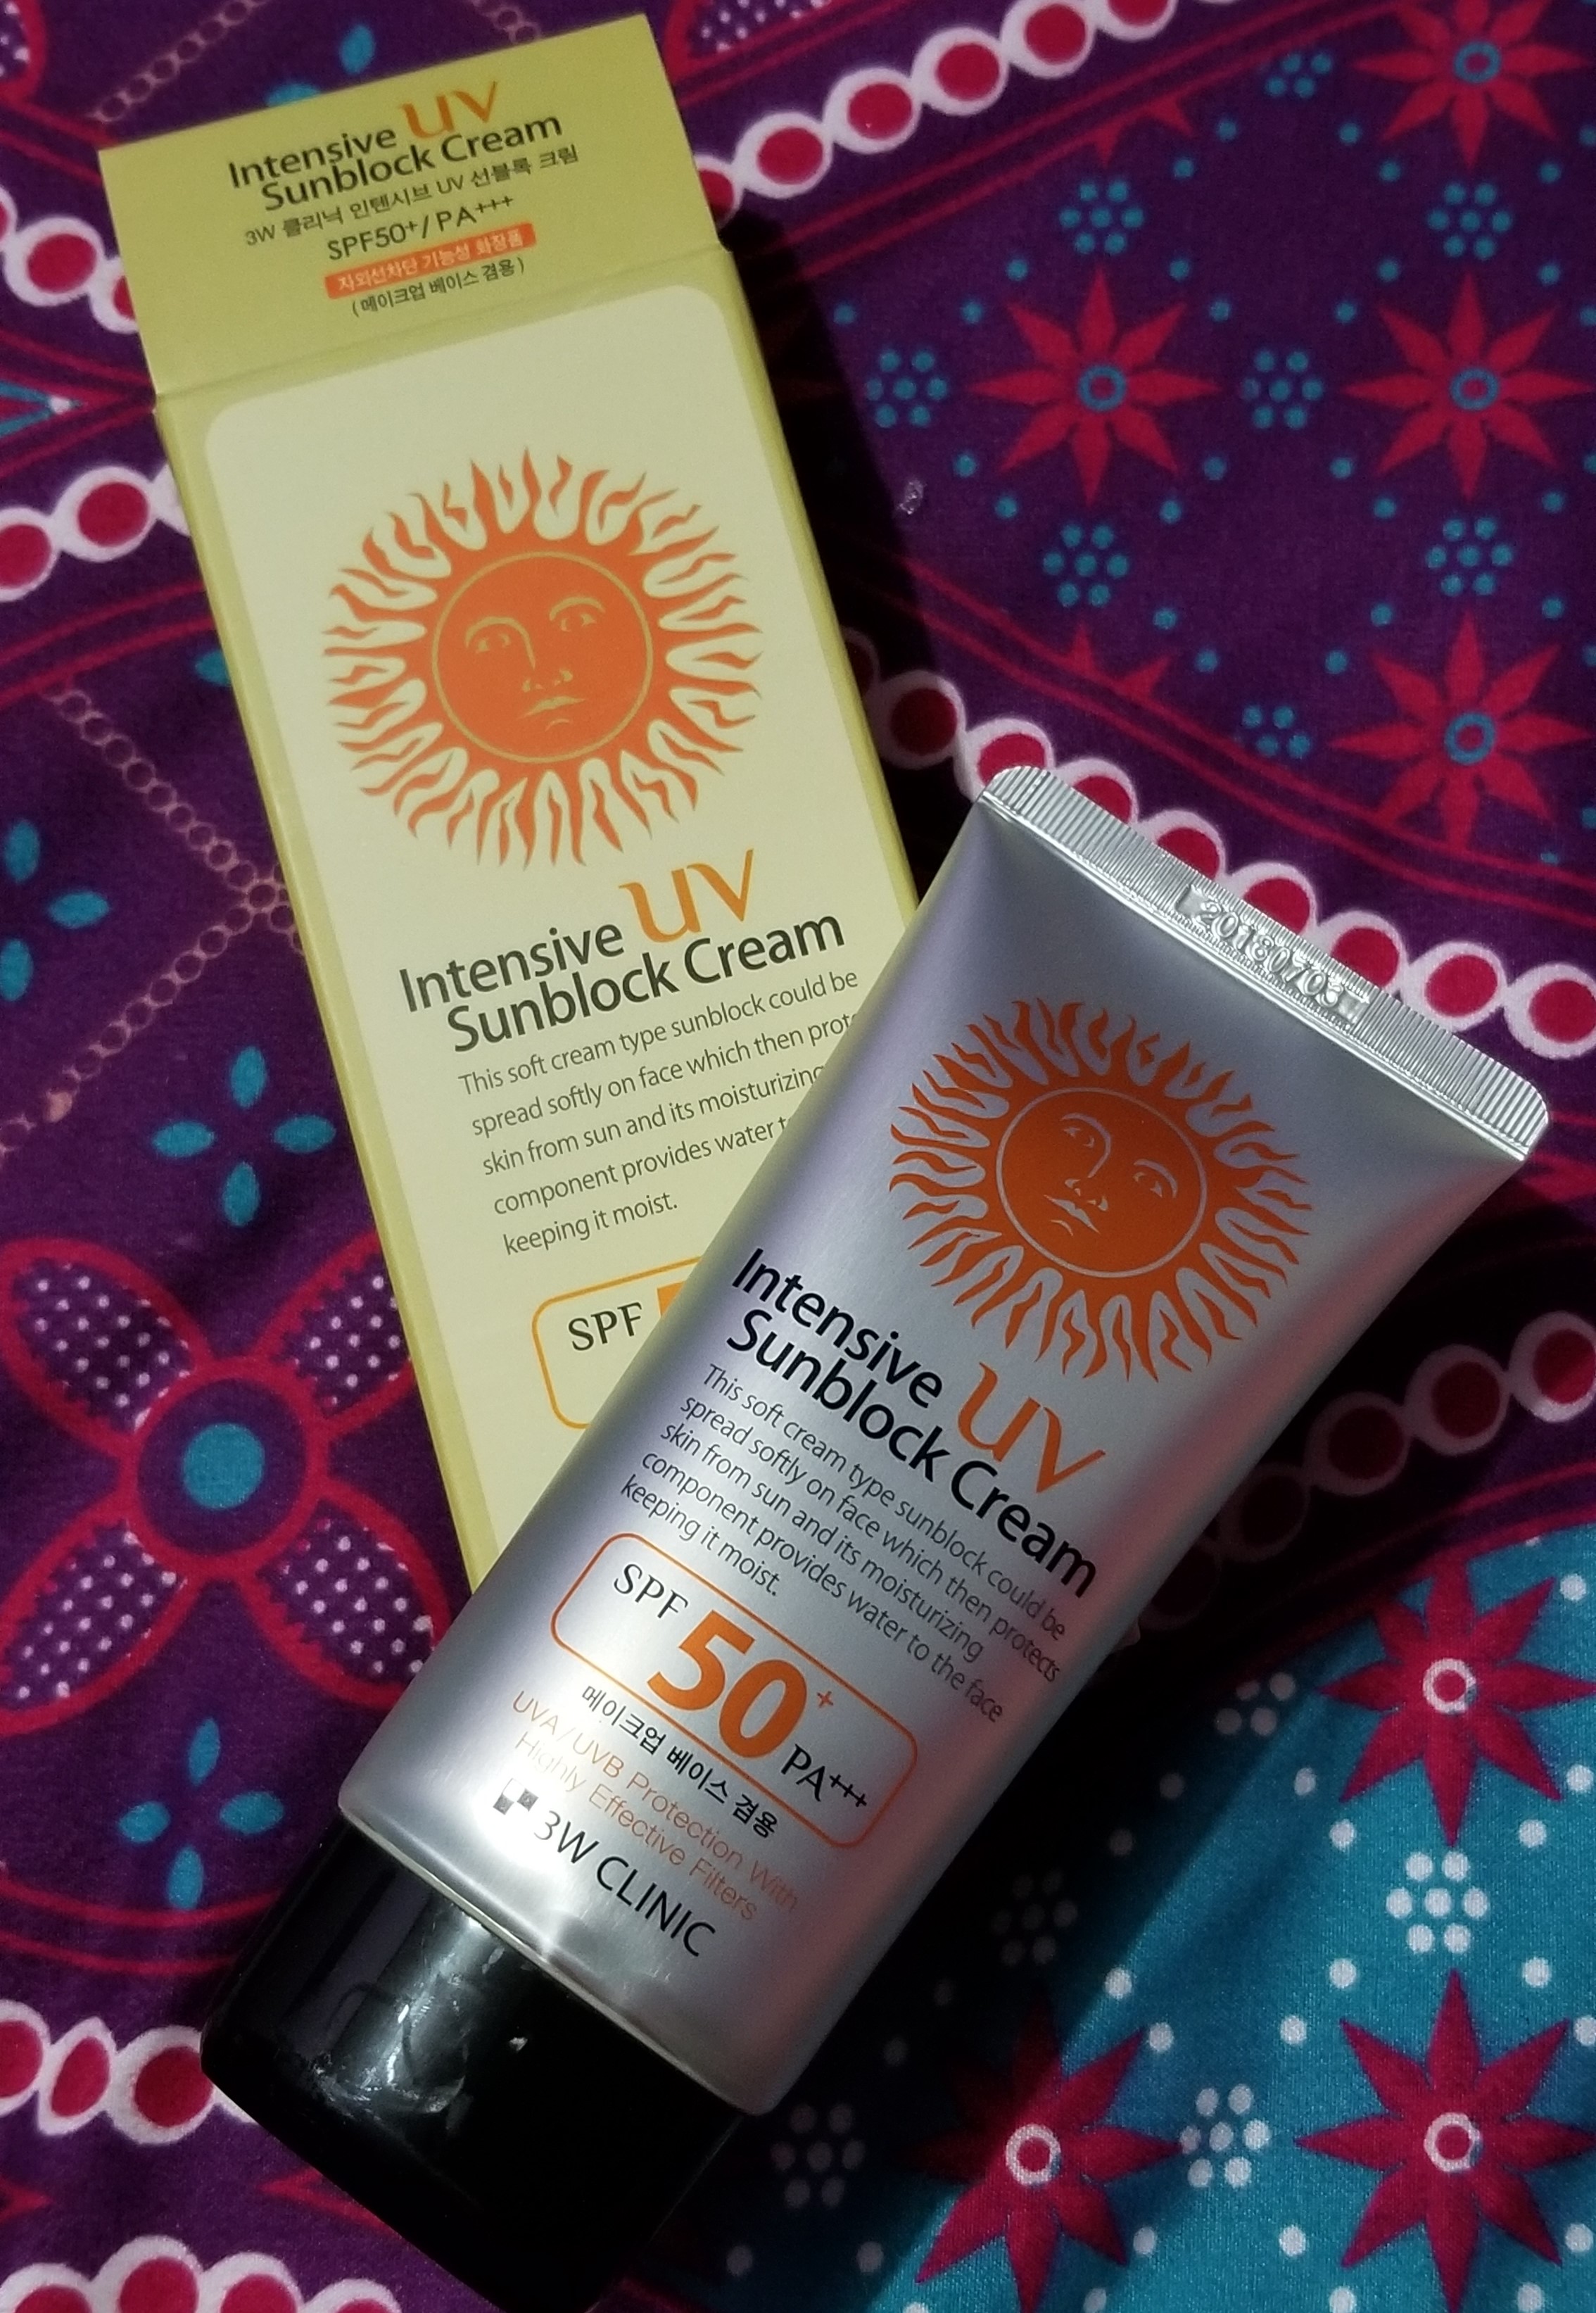 Intensive UV
Sunblock Cream
3W 클리닉 인텐시브 UV 선블록 크림
SPF50+/PA+++
자외선차단 기능성 화장품
(메이크업 베이스 겸용)
Intensive UV
Sunblock Cream
This soft cream type sunblock could be
spread softly on face which then
skin from sun and its moisturizing
component provides water
keeping it moist.
SPF
20180703
Intensive UV
Sunblock Cream
This soft cream type sunblock could be
spread softly on face which then protects
skin from sun and its moisturizing
component provides water to the face
keeping it moist.
SPF 50+ PA+++
메이크업 베이스 겸용
UVA/UVB Protection With
Highly Effective Filters
3W CLINIC